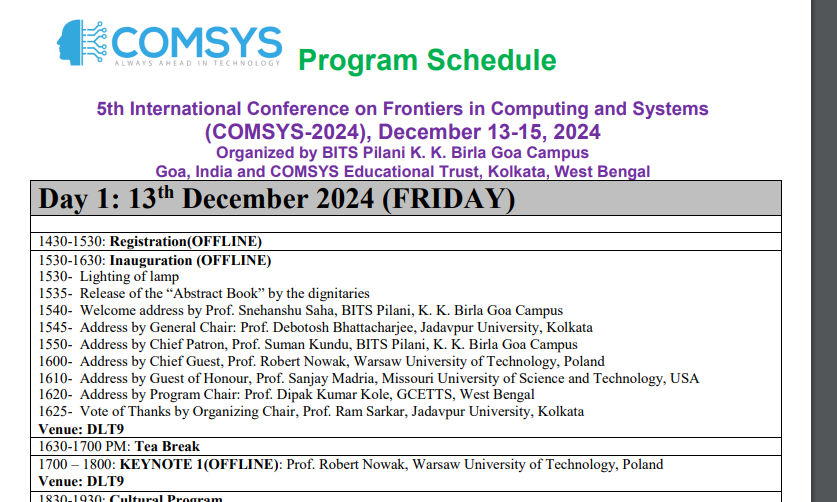 COMSYS
ALWAYS AHEAD IN TECHNOLOGY
Program Schedule
5th International Conference on Frontiers in Computing and Systems
(COMSYS-2024), December 13-15, 2024
Organized by BITS Pilani K. K. Birla Goa Campus
Goa, India and COMSYS Educational Trust, Kolkata, West Bengal
Day 1: 13th December 2024 (FRIDAY)
1430-1530: Registration(OFFLINE)
1530-1630: Inauguration (OFFLINE)
1530- Lighting of lamp
1535- Release of the “Abstract Book” by the dignitaries
1540- Welcome address by Prof. Snehanshu Saha, BITS Pilani, K. K. Birla Goa Campus
1545- Address by General Chair: Prof. Debotosh Bhattacharjee, Jadavpur University, Kolkata
1550- Address by Chief Patron, Prof. Suman Kundu, BITS Pilani, K. K. Birla Goa Campus
1600- Address by Chief Guest, Prof. Robert Nowak, Warsaw University of Technology, Poland
1610- Address by Guest of Honour, Prof. Sanjay Madria, Missouri University of Science and Technology, USA
1620- Address by Program Chair: Prof. Dipak Kumar Kole, GCETTS, West Bengal
1625- Vote of Thanks by Organizing Chair, Prof. Ram Sarkar, Jadavpur University, Kolkata
Venue: DLT9
1630-1700 PM: Tea Break
1700 – 1800: KEYNOTE 1(OFFLINE): Prof. Robert Nowak, Warsaw University of Technology, Poland
Venue: DLT9
1830-1930: Cultural Program